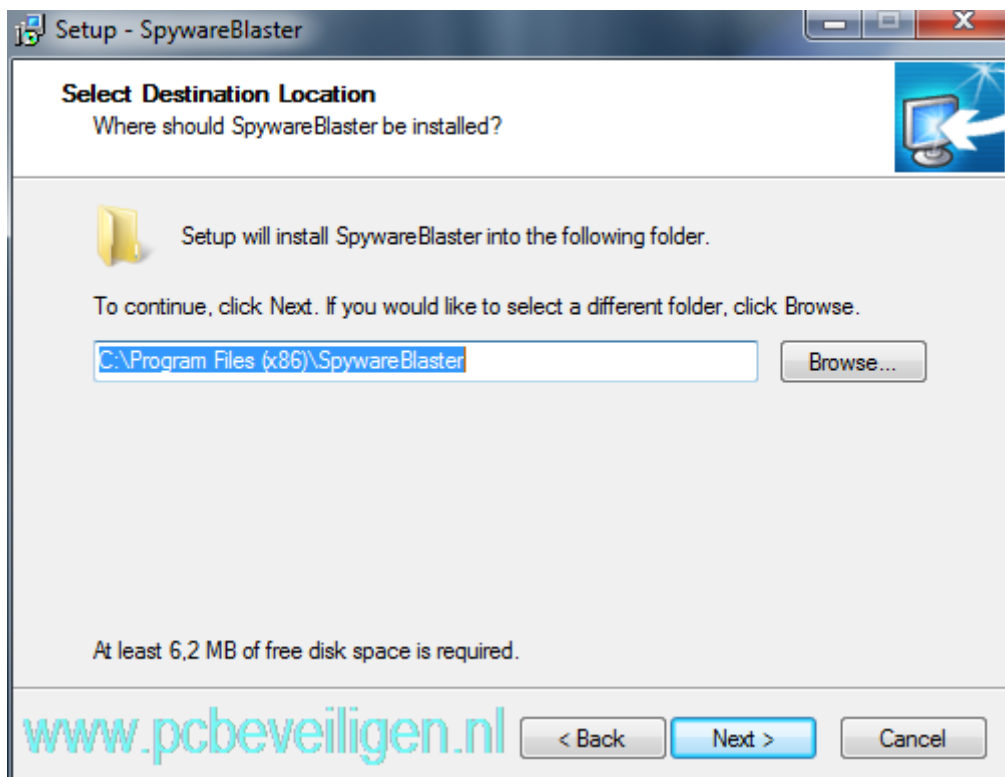 Setup - SpywareBlaster
Select Destination Location
Where should SpywareBlaster be installed?
Setup will install SpywareBlaster into the following folder.
To continue, click Next. If you would like to select a different folder, click Browse.
C:\Program Files (x86)\SpywareBlaster
Browse...
At least 6,2 MB of free disk space is required.
www.pcbeveiligen.nl
< Back
Next >
Cancel